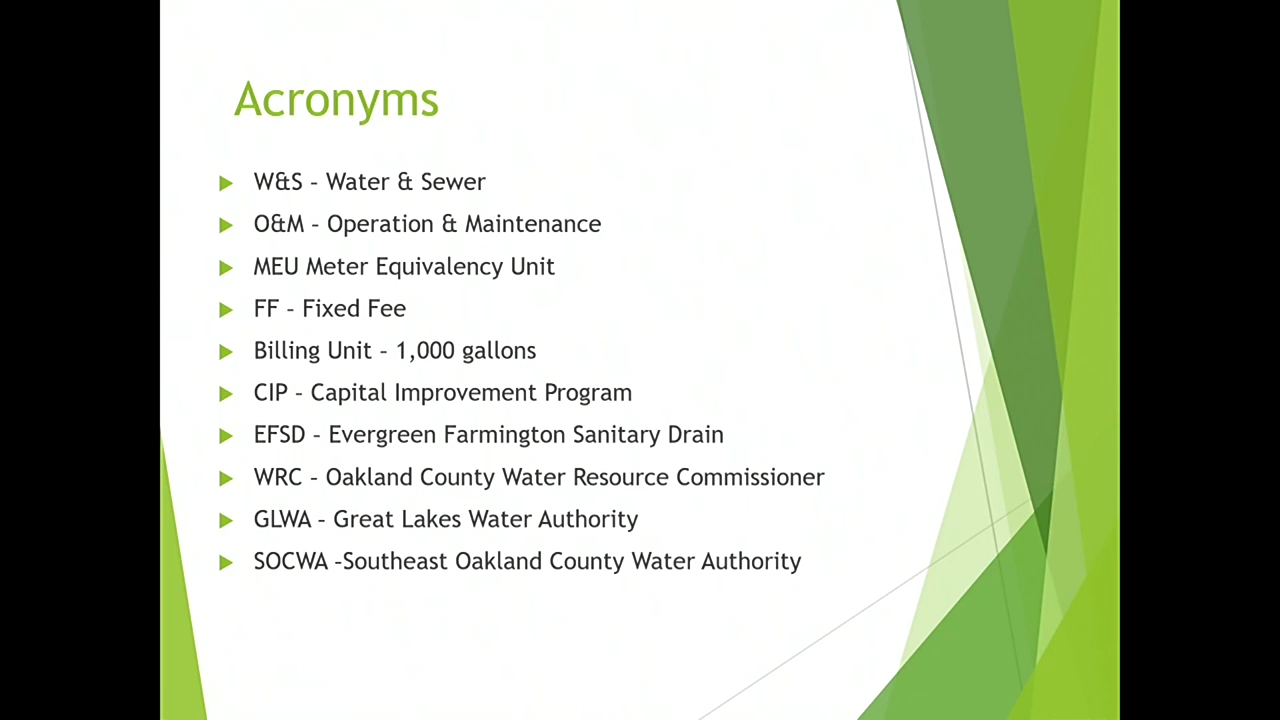 Acronyms
W&S - Water & Sewer
O&M - Operation & Maintenance
MEU Meter Equivalency Unit
FF - Fixed Fee
Billing Unit - 1,000 gallons
CIP - Capital Improvement Program
EFSD - Evergreen Farmington Sanitary Drain
WRC - Oakland County Water Resource Commissioner
GLWA - Great Lakes Water Authority
SOCWA -Southeast Oakland County Water Authority